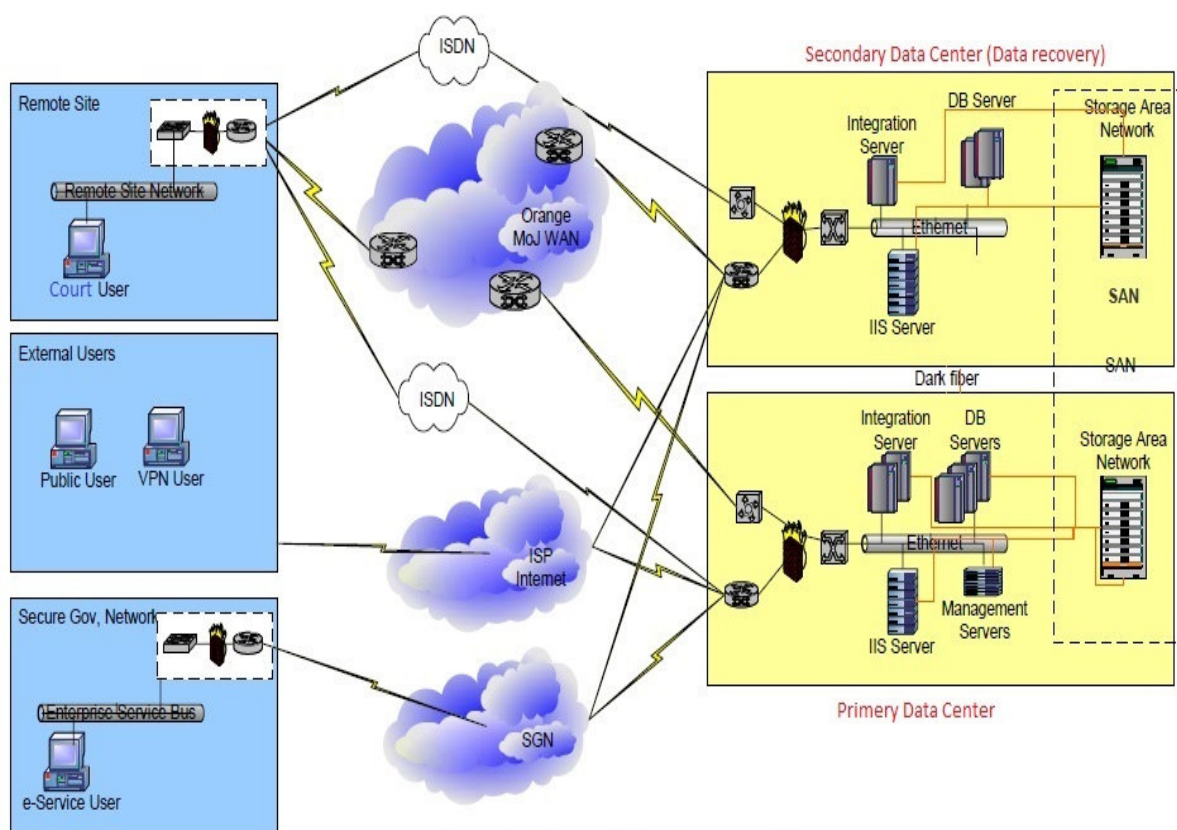 ISDN
Secondary Data Center (Data recovery)
Remote Site
DB Server
Storage Area
Network
Integration
Server
Remote Site Network
Orange
MoJ WAN
Ethernet
Court User
IIS Server
SAN
External Users
SAN
Dark fiber
ISDN
Integration
Server
DB
Servers
Storage Area
Network
Public User
VPN User
ISP
Internet
Ethernet
Secure Gov, Network
IIS Server
Management
Servers
Enterprise Service Bus
SGN
Primery Data Center
e-Service User